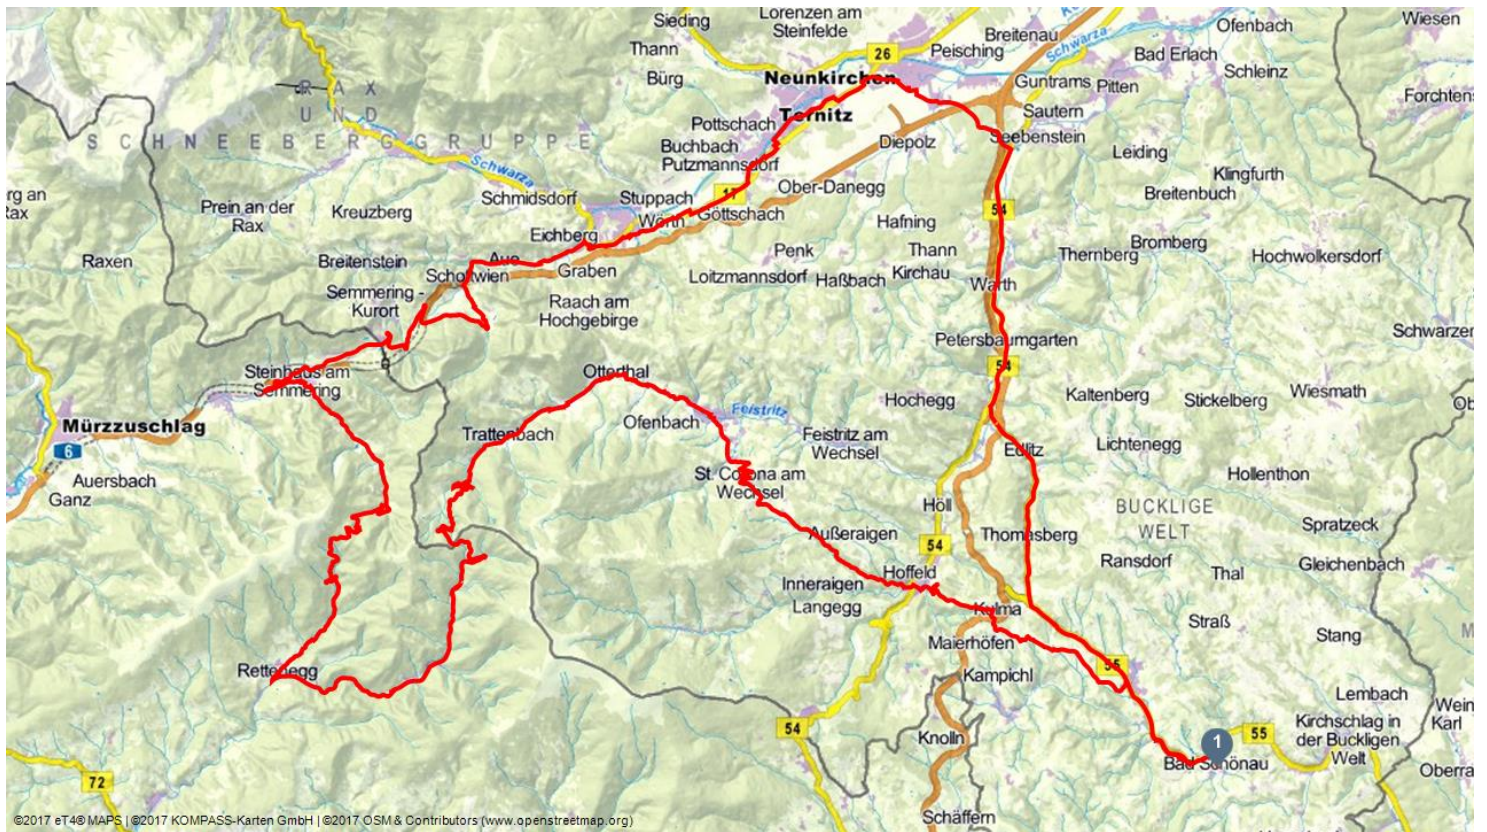 Sieding
Lorenzen am
Steinfelde
Breitenau
Ofenbach
Wiesen
Thann
26
Peisching
Schwarza
Bad Erlach
Bürg
Neunkirchen
Guntrams
Pitten
Schleinz
Forchten
RAX
UND
SCHNEEBERGGRUPPE
Ternitz
Sautern
Pottschach
Diepolz
Seebenstein
Buchbach
Putzmannsdorf
Leiding
Schwarza
Klingfurth
Schmidsdorf
Stuppach
17
Ober-Danegg
Breitenbuch
rg an
Rax
Prein an der
Rax
Kreuzberg
Wörth
Göttschach
54
Hafning
Eichberg
Penk
Thann
Thernberg
Bromberg
Hochwolkersdorf
Raxen
Breitenstein
Aue
Schottwien
Graben
Loitzmannsdorf
Haßbach
Kirchau
Warth
Semmering -
Kurort
Raach am
Hochgebirge
Petersbaumgarten
Schwarzer
Steinhaus am
Semmering
Otterthal
54
Hochegg
Kaltenberg
Stickelberg
Wiesmath
Ob
Mürzzuschlag
6
Trattenbach
Ofenbach
Feistritz
Feistritz am
Wechsel
Edlitz
Lichtenegg
Hollenthon
Auersbach
Ganz
St. Corona am
Wechsel
Höll
BUCKLIGE
WELT
Spratzeck
Außeraigen
54
Thomasberg
Ransdorf
Thal
Gleichenbach
Inneraigen
Hoffeld
Langegg
Kulma
Straß
Stang
M
Maierhöfen
Rettenegg
Kampichl
55
Lembach
54
Knolln
1
55
Kirchschlag in
der Buckligen
Welt
Wein
Karl
Bad Schönau
Oberra
72
Schäffern
©2017 eT4® MAPS | ©2017 KOMPASS-Karten GmbH | ©2017 OSM & Contributors (www.openstreetmap.org)